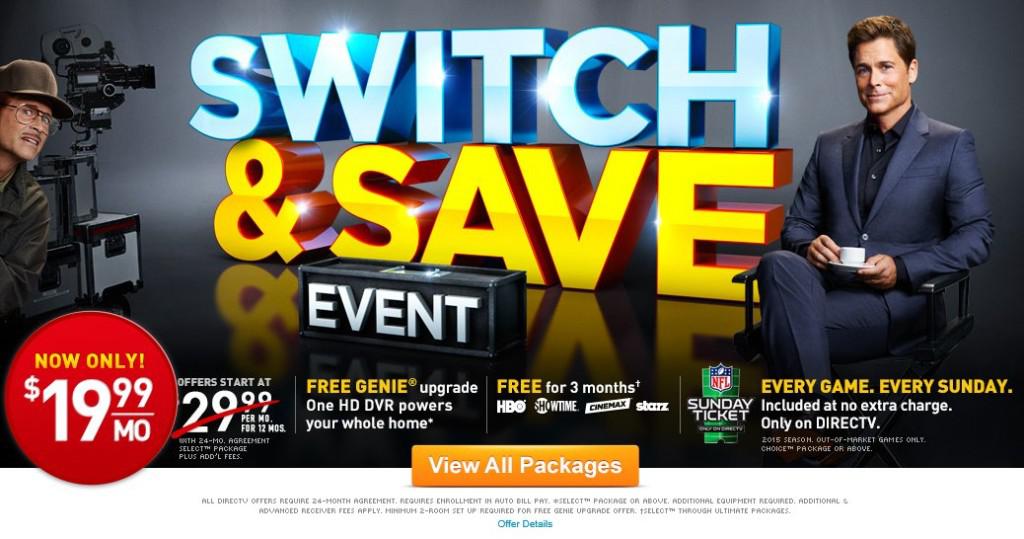 SWITCH
& SAVE
EVENT
NOW ONLY!
$19.99
MO
OFFERS START AT
$29.99
PER MO.
FOR 12 MOS.
WITH 24-MO. AGREEMENT
SELECT™ PACKAGE
PLUS ADD'L FEES.
FREE GENIE® upgrade
One HD DVR powers
your whole home*
FREE for 3 months†
HBO SHOWTIME CINEMAX starz
NFL
SUNDAY
TICKET
ONLY ON DIRECTV
EVERY GAME. EVERY SUNDAY.
Included at no extra charge.
Only on DIRECTV.
2015 SEASON. OUT-OF-MARKET GAMES ONLY.
CHOICE™ PACKAGE OR ABOVE.
View All Packages
ALL DIRECTV OFFERS REQUIRE 24-MONTH AGREEMENT. REQUIRES ENROLLMENT IN AUTO BILL PAY. *SELECT™ PACKAGE OR ABOVE. ADDITIONAL EQUIPMENT REQUIRED. ADDITIONAL &
ADVANCED RECEIVER FEES APPLY. MINIMUM 2-ROOM SET UP REQUIRED FOR FREE GENIE UPGRADE OFFER. †SELECT™ THROUGH ULTIMATE PACKAGES.
Offer Details